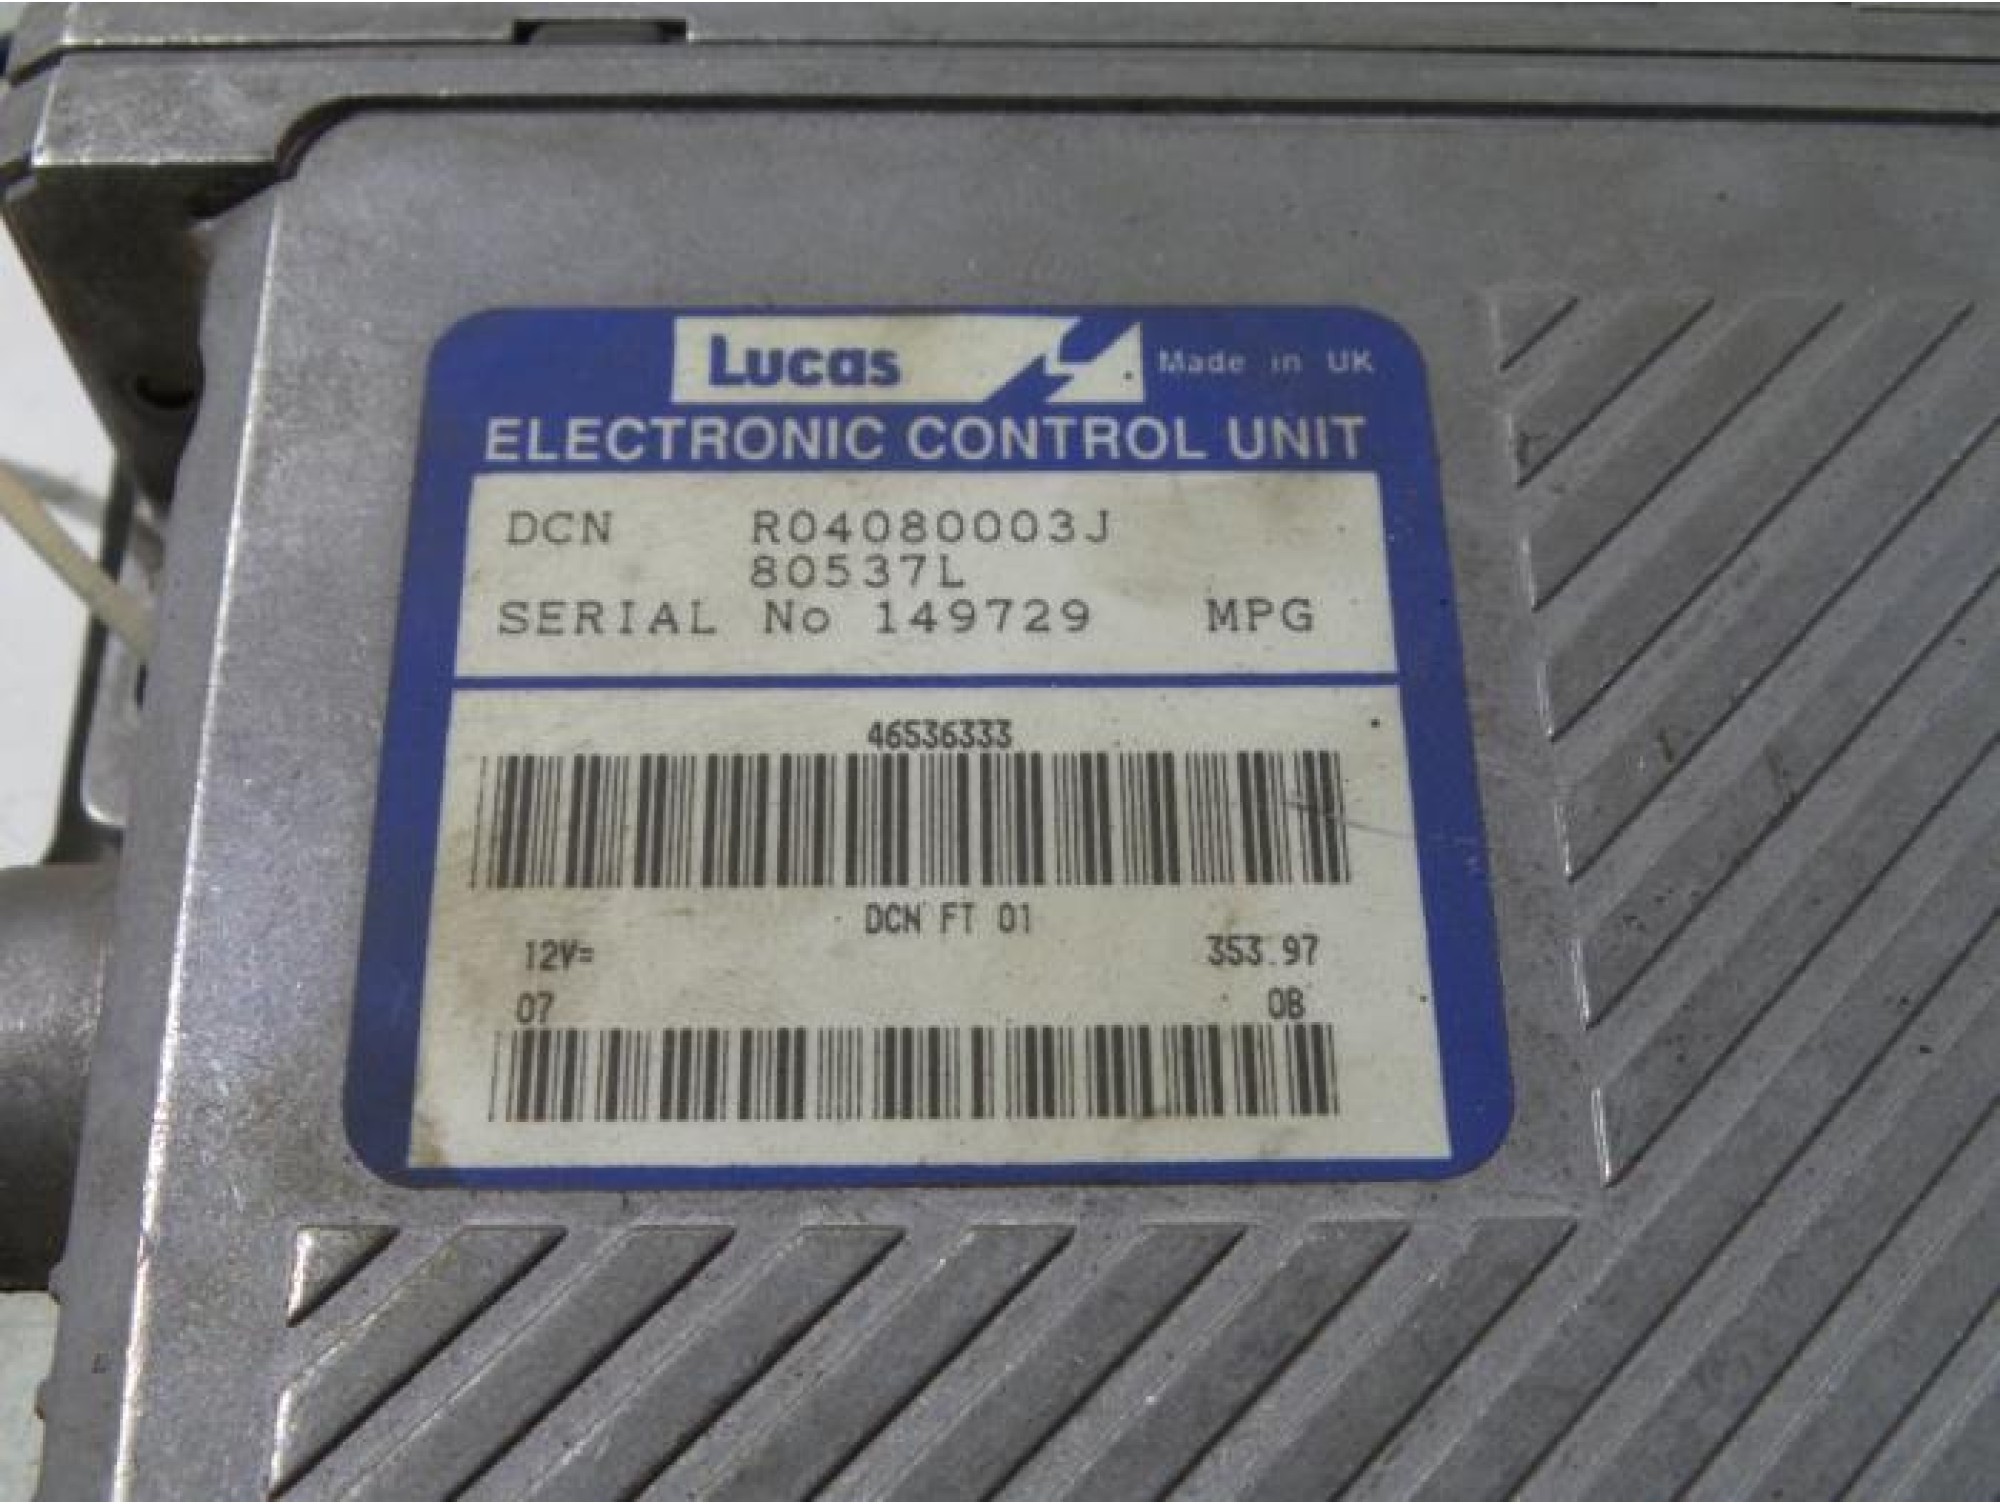 Lucas Made in UK
ELECTRONIC CONTROL UNIT
DCN R04080003J
80537L
SERIAL No 149729 MPG
46536333
DCN FT 01
12V= 353.97
07 0B